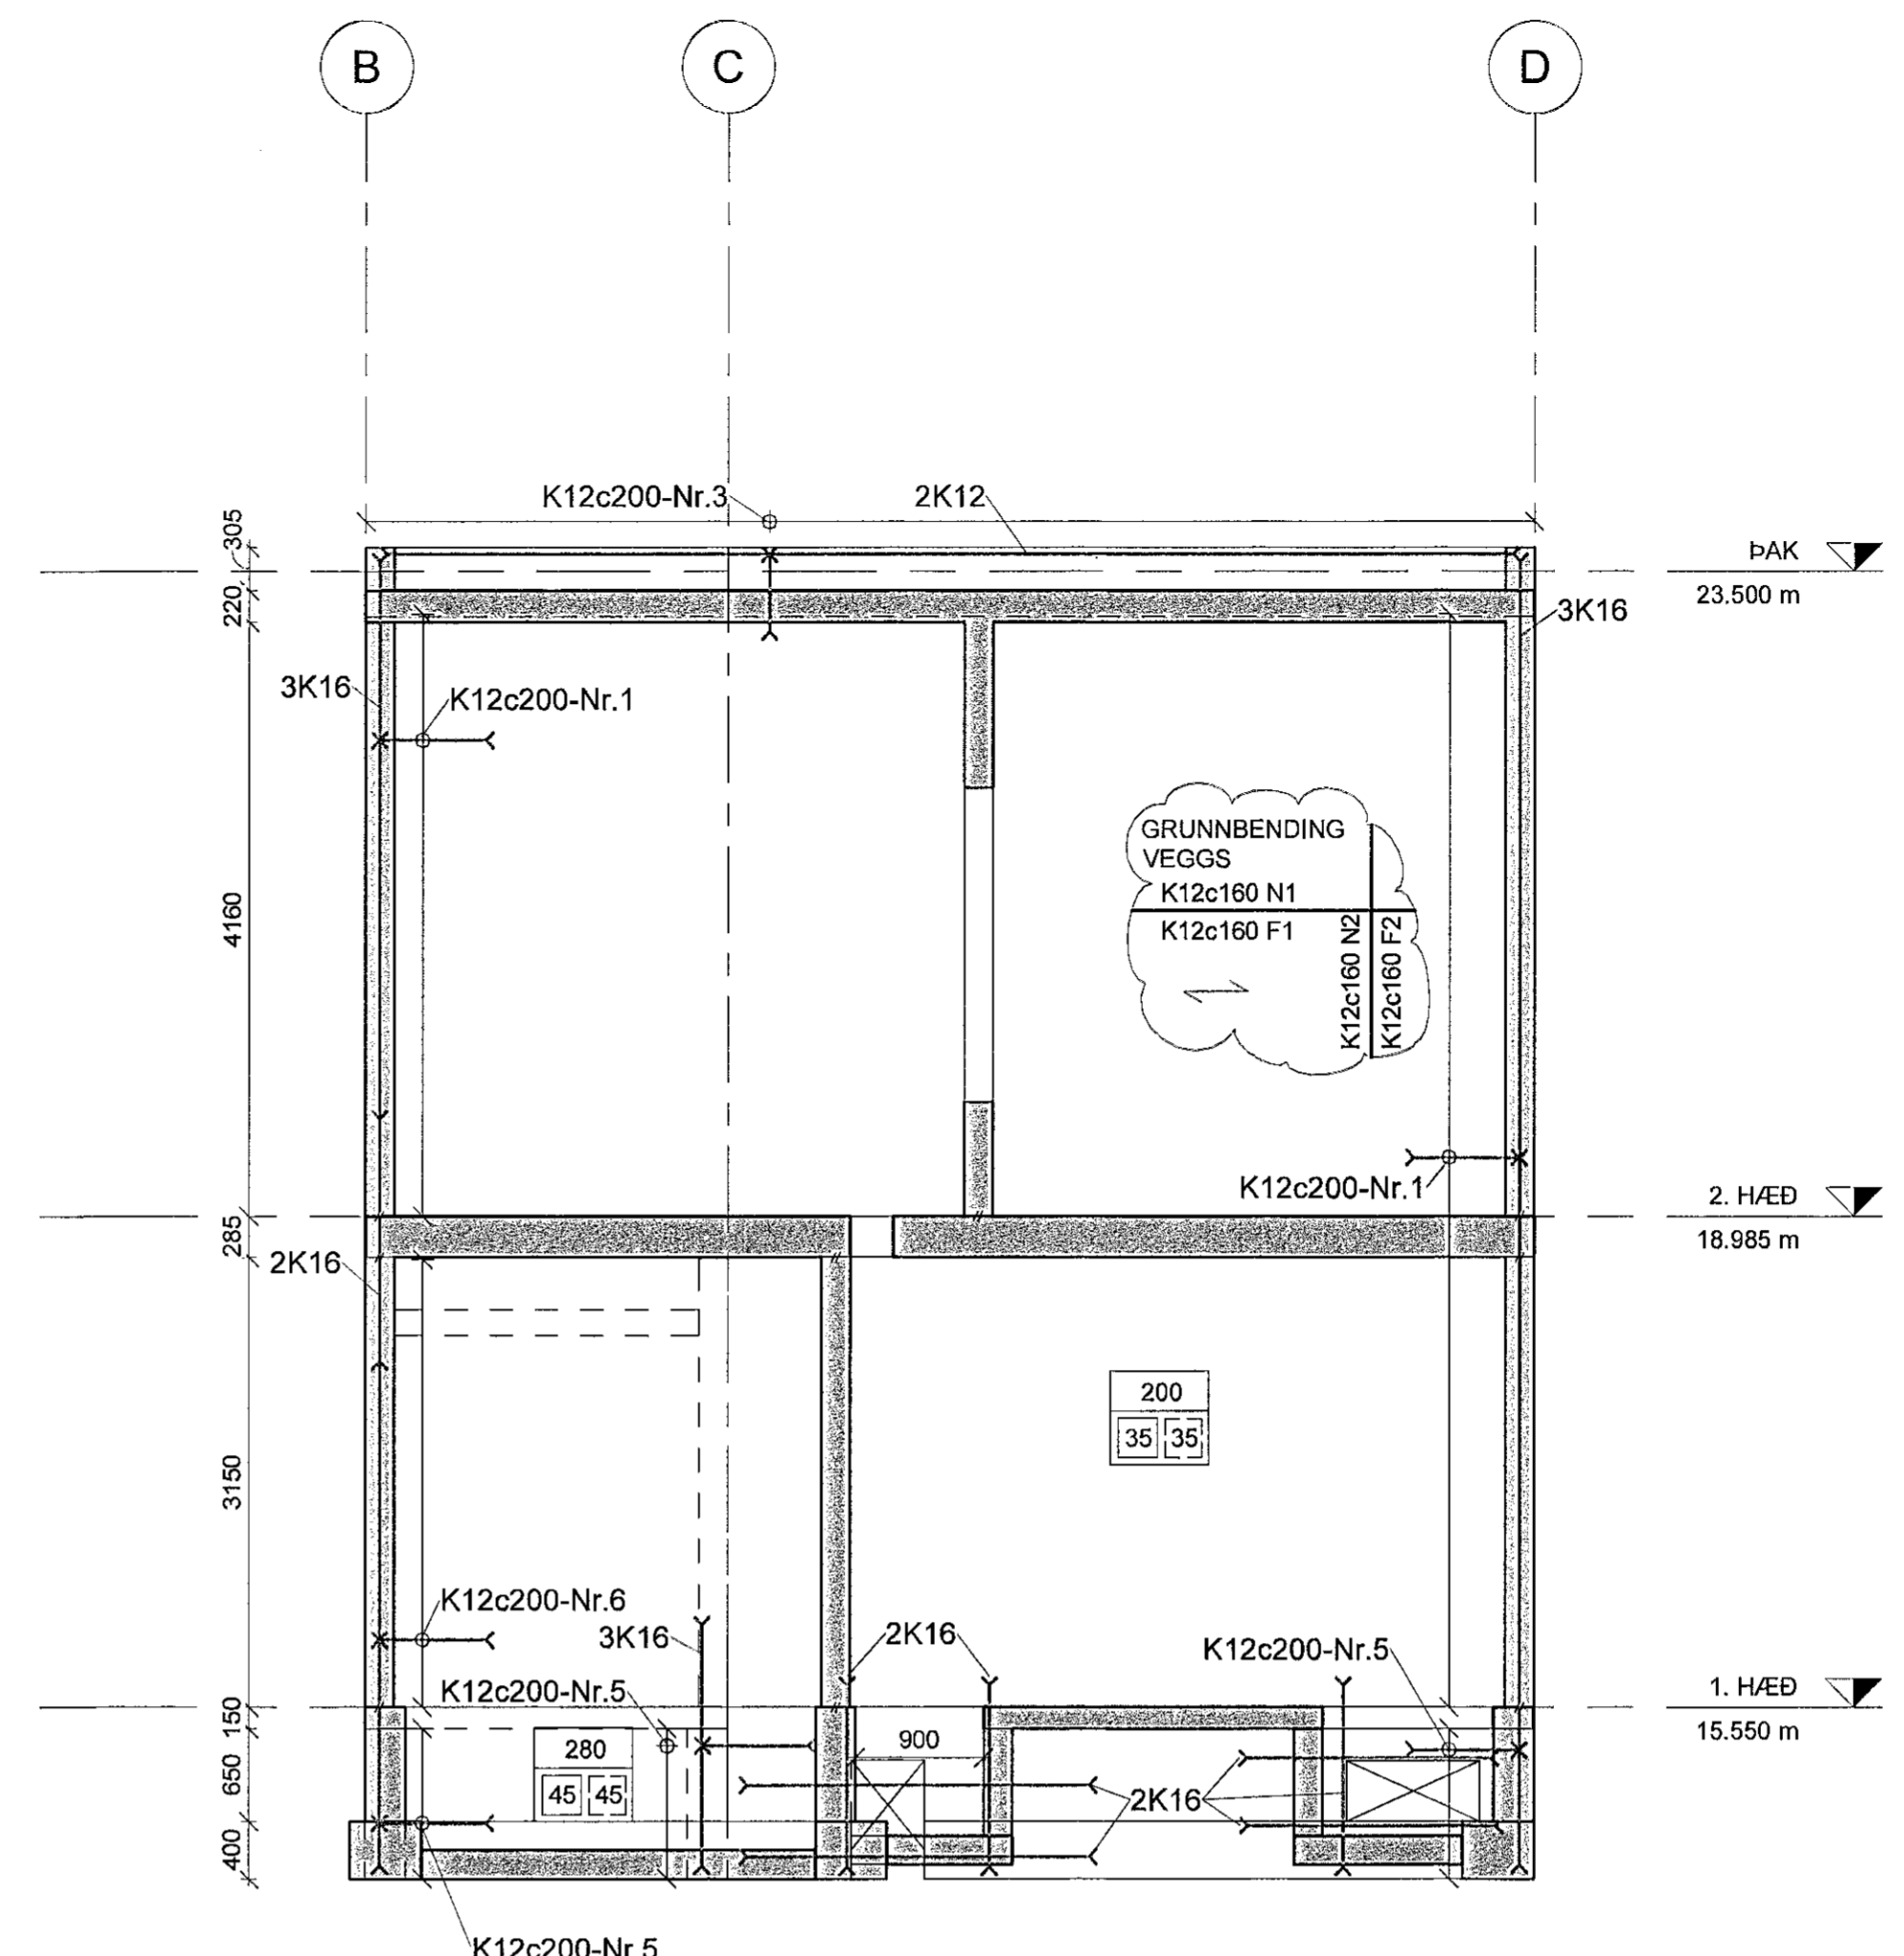 B
C
D
K12c200-Nr.3
2K12
305
220
ÞAK
23.500 m
3K16
3K16
K12c200-Nr.1
GRUNNBENDING
VEGGS
K12c160 N1
K12c160 F1
K12c160 N2
K12c160 F2
4160
K12c200-Nr.1
2. HÆÐ
18.985 m
285
2K16
200
35 35
3150
K12c200-Nr.6
3K16
2K16
K12c200-Nr.5
K12c200-Nr.5
1. HÆÐ
15.550 m
150
900
280
45 45
650
2K16
400
K12c200-Nr.5